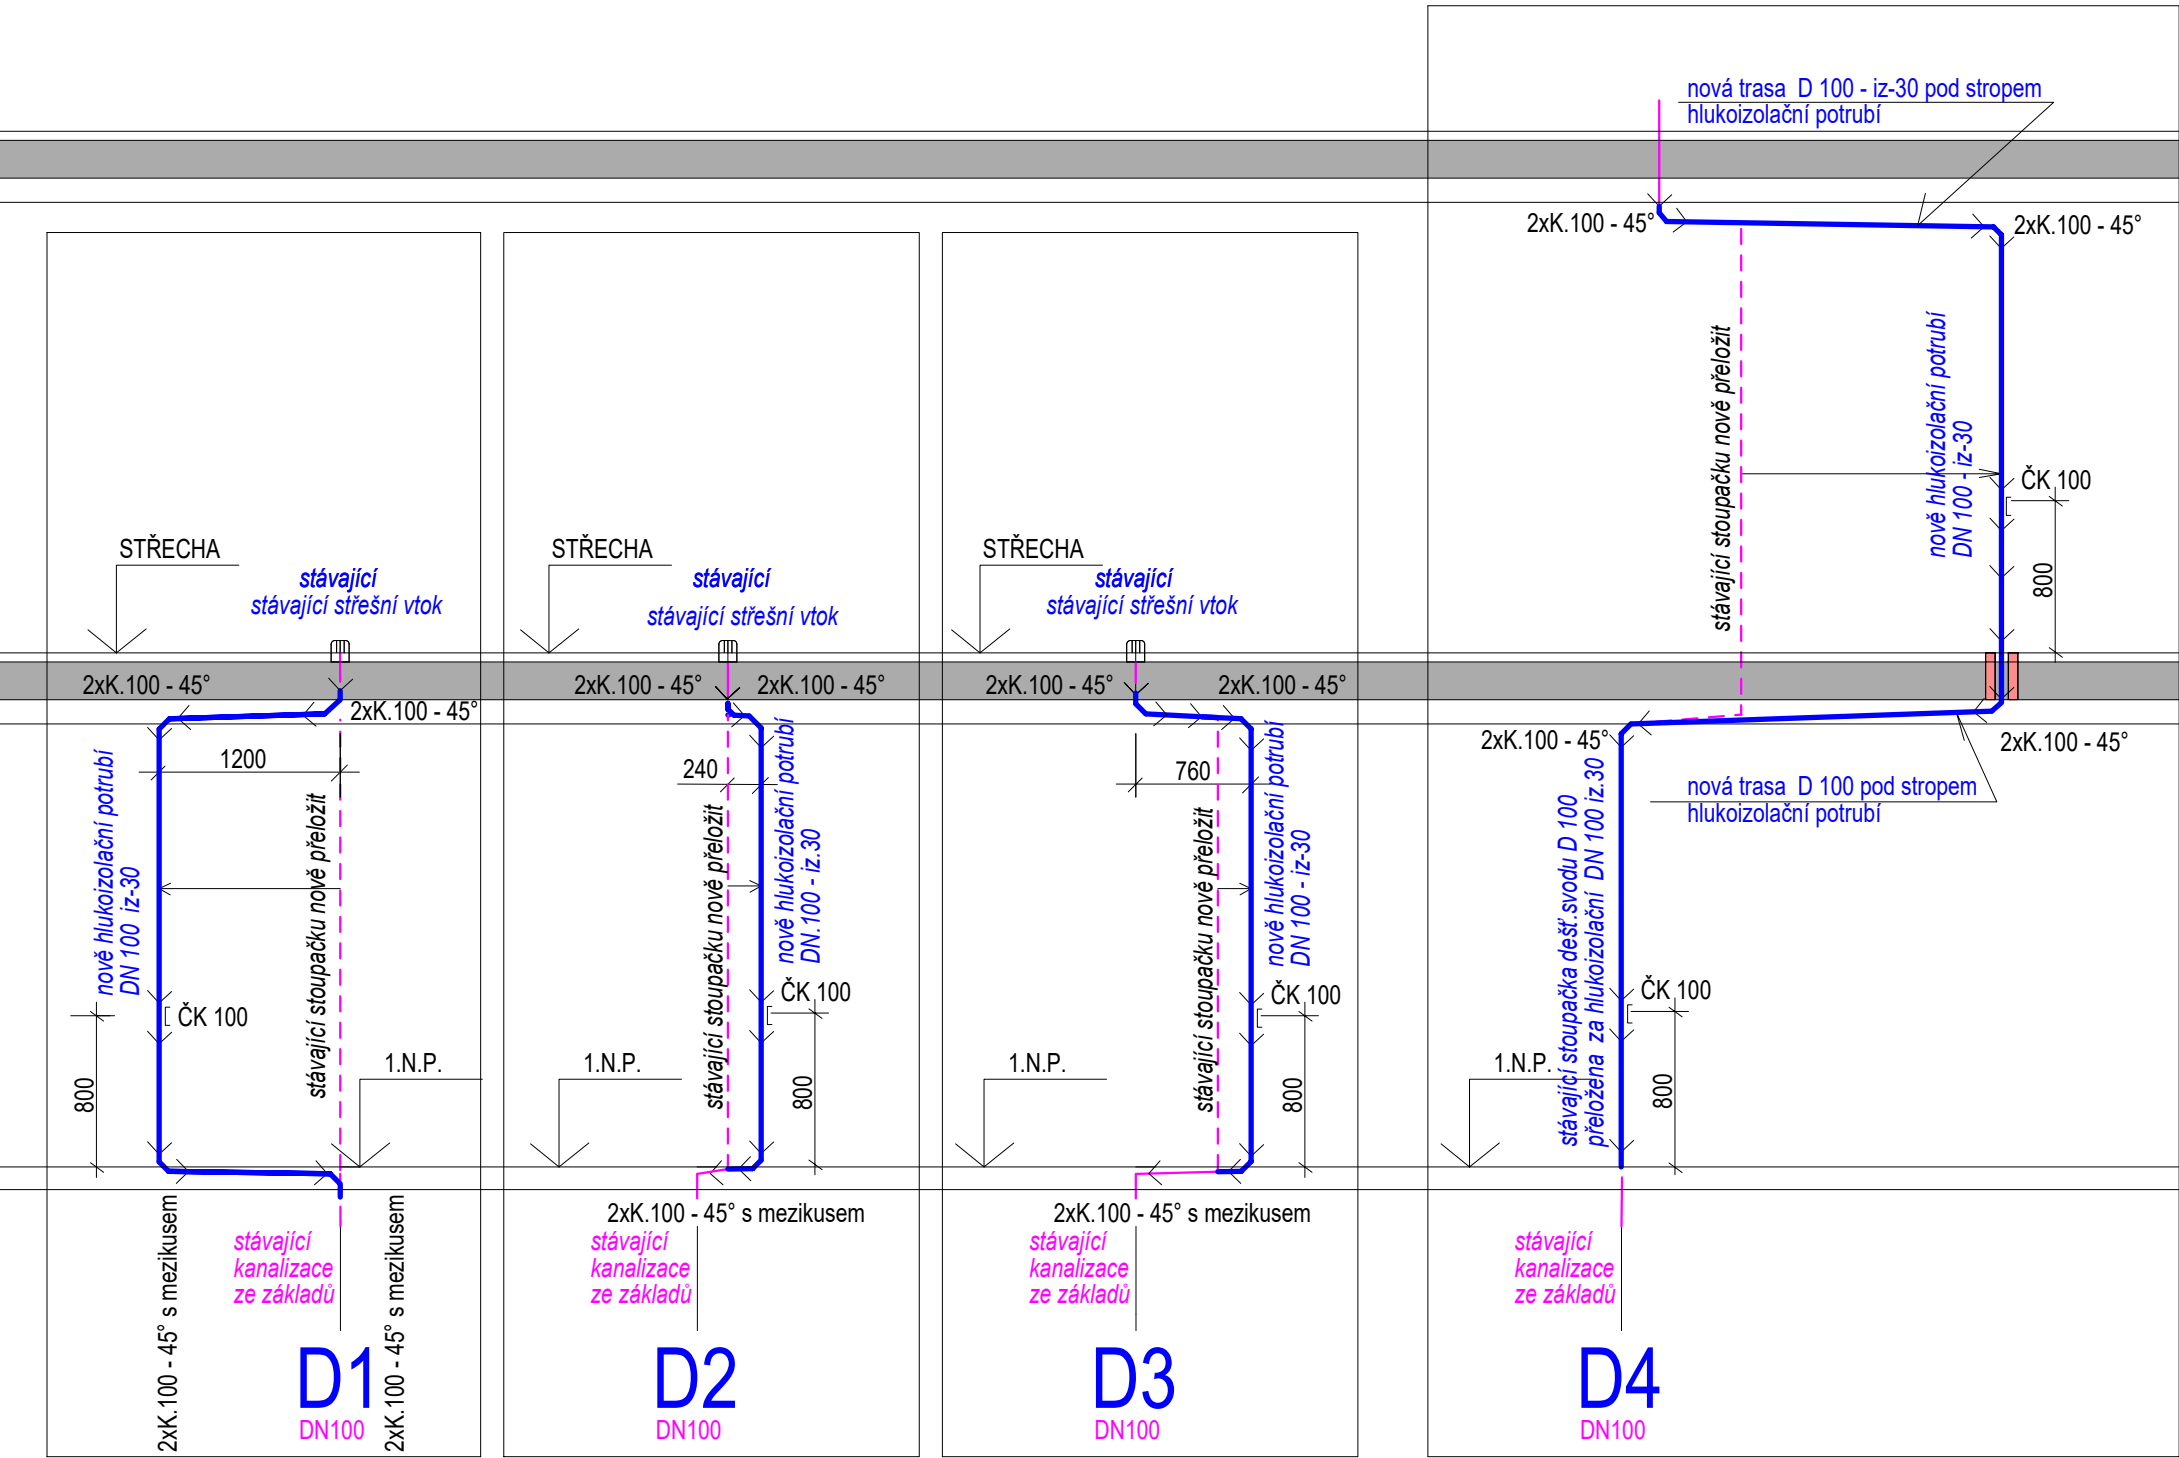 nová trasa  D 100 - iz-30 pod stropem
hlukoizolační potrubí
2xK.100 - 45°
2xK.100 - 45°
stávající stoupačku nově přeložit
nově hlukoizolační potrubí
DN 100 - iz-30
ČK 100
800
STŘECHA
stávající
stávající střešní vtok
2xK.100 - 45°
2xK.100 - 45°
1200
nově hlukoizolační potrubí
DN 100  iz-30
stávající stoupačku nově přeložit
ČK 100
800
1.N.P.
2xK.100 - 45° s mezikusem
2xK.100 - 45° s mezikusem
stávající
kanalizace
ze základů
D1
DN100
STŘECHA
stávající
stávající střešní vtok
2xK.100 - 45°
2xK.100 - 45°
240
stávající stoupačku nově přeložit
nově hlukoizolační potrubí
DN.100 - iz.30
ČK 100
800
1.N.P.
2xK.100 - 45° s mezikusem
stávající
kanalizace
ze základů
D2
DN100
STŘECHA
stávající
stávající střešní vtok
2xK.100 - 45°
2xK.100 - 45°
760
stávající stoupačku nově přeložit
nově hlukoizolační potrubí
DN 100 - iz-30
ČK 100
800
1.N.P.
2xK.100 - 45° s mezikusem
stávající
kanalizace
ze základů
D3
DN100
2xK.100 - 45°
2xK.100 - 45°
nová trasa  D 100 pod stropem
hlukoizolační potrubí
stávající stoupačka dešť.svodu D 100
přeložena  za hlukoizolační  DN 100 iz.30
ČK 100
800
1.N.P.
stávající
kanalizace
ze základů
D4
DN100